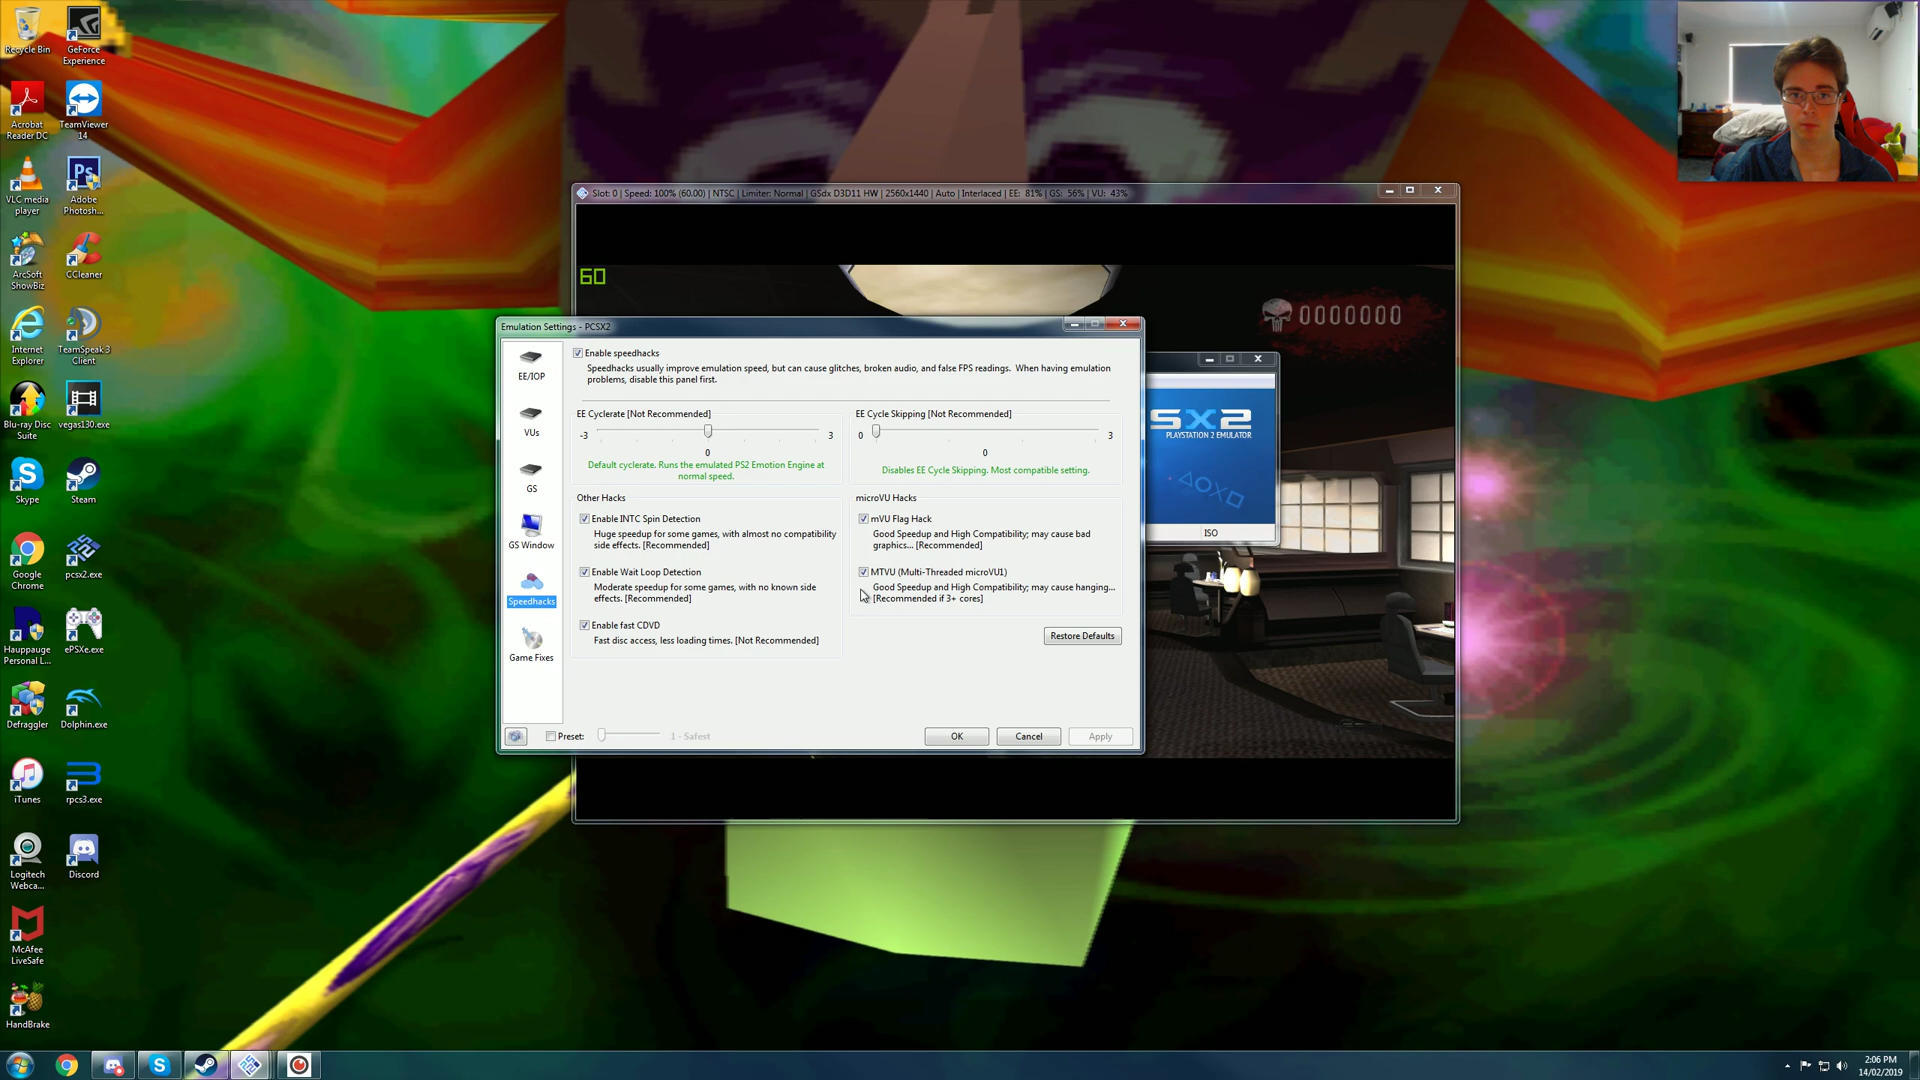 Recycle Bin
GeForce
Experience
Acrobat
Reader DC
TeamViewer
14
VLC media
player
Adobe
Photosh...
ArcSoft
ShowBiz
CCleaner
Internet
Explorer
TeamSpeak 3
Client
Blu-ray Disc
Suite
vegas130.exe
Skype
Steam
Google
Chrome
pcsx2.exe
Hauppauge
Personal L...
ePSXe.exe
Defraggler
Dolphin.exe
iTunes
rpcs3.exe
Logitech
Webca...
Discord
McAfee
LiveSafe
HandBrake
Slot: 0 | Speed: 100% (60.00) | NTSC | Limiter: Normal | GSdx D3D11 HW | 2560x1440 | Auto | Interlaced | EE: 81% | GS: 56% | VU: 43%
60
0000000
Emulation Settings - PCSX2
EE/IOP
VUs
GS
GS Window
Speedhacks
Game Fixes
Enable speedhacks
Speedhacks usually improve emulation speed, but can cause glitches, broken audio, and false FPS readings. When having emulation
problems, disable this panel first.
EE Cyclerate [Not Recommended]
-3
3
0
Default cyclerate. Runs the emulated PS2 Emotion Engine at
normal speed.
EE Cycle Skipping [Not Recommended]
0
3
0
Disables EE Cycle Skipping. Most compatible setting.
Other Hacks
Enable INTC Spin Detection
Huge speedup for some games, with almost no compatibility
side effects. [Recommended]
Enable Wait Loop Detection
Moderate speedup for some games, with no known side
effects. [Recommended]
Enable fast CDVD
Fast disc access, less loading times. [Not Recommended]
microVU Hacks
mVU Flag Hack
Good Speedup and High Compatibility; may cause bad
graphics... [Recommended]
MTVU (Multi-Threaded microVU1)
Good Speedup and High Compatibility; may cause hanging...
[Recommended if 3+ cores]
Restore Defaults
Preset:
1 - Safest
OK
Cancel
Apply
SX2
PLAYSTATION 2 EMULATOR
ISO
2:06 PM
14/02/2019